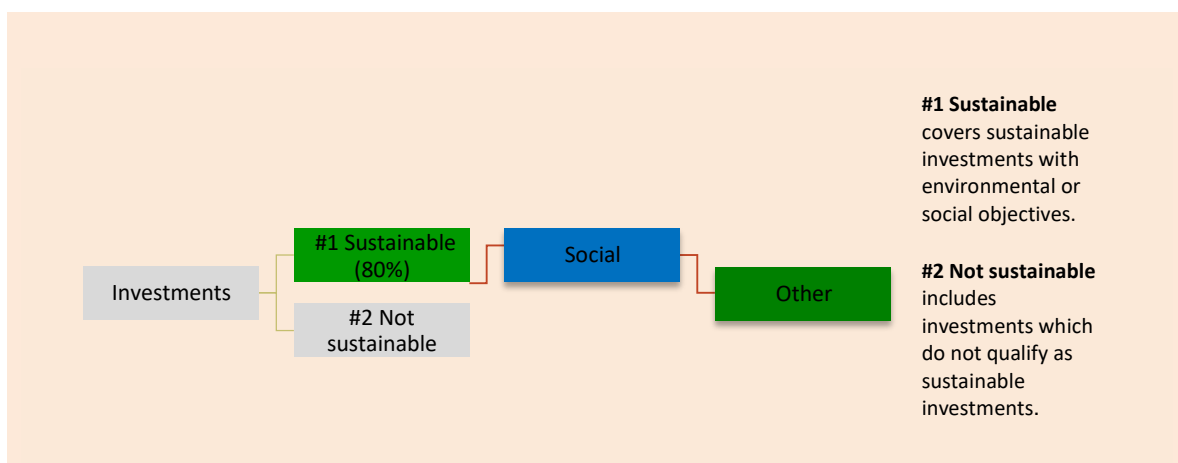 Investments
#1 Sustainable
(80%)
#2 Not
sustainable
Social
Other
#1 Sustainable
covers sustainable
investments with
environmental or
social objectives.
#2 Not sustainable
includes
investments which
do not qualify as
sustainable
investments.